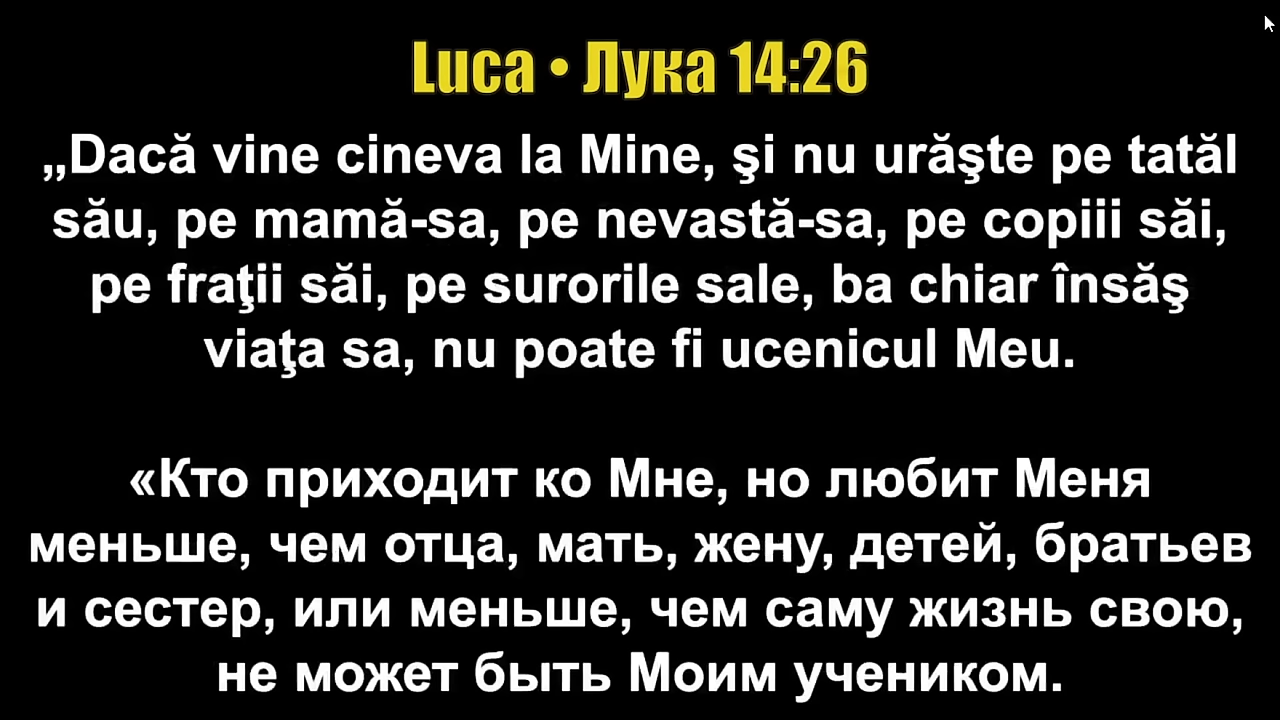 Luca • Лука 14:26
„Dacă vine cineva la Mine, şi nu urăşte pe tatăl
său, pe mamă-sa, pe nevastă-sa, pe copiii săi,
pe fraţii săi, pe surorile sale, ba chiar însăş
viaţa sa, nu poate fi ucenicul Meu.
«Кто приходит ко Мне, но любит Меня
меньше, чем отца, мать, жену, детей, братьев
и сестер, или меньше, чем саму жизнь свою,
не может быть Моим учеником.